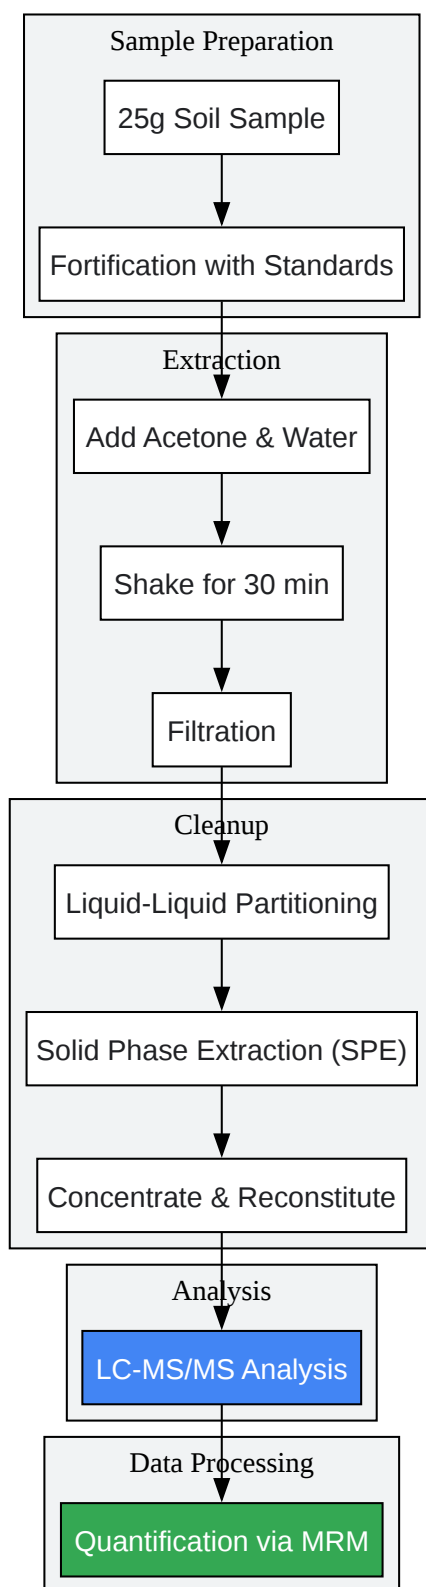 Sample Preparation
25g Soil Sample
Fortification with Standards
Extraction
Add Acetone & Water
Shake for 30 min
Filtration
Cleanup
Liquid-Liquid Partitioning
Solid Phase Extraction (SPE)
Concentrate & Reconstitute
Analysis
LC-MS/MS Analysis
Data Processing
Quantification via MRM